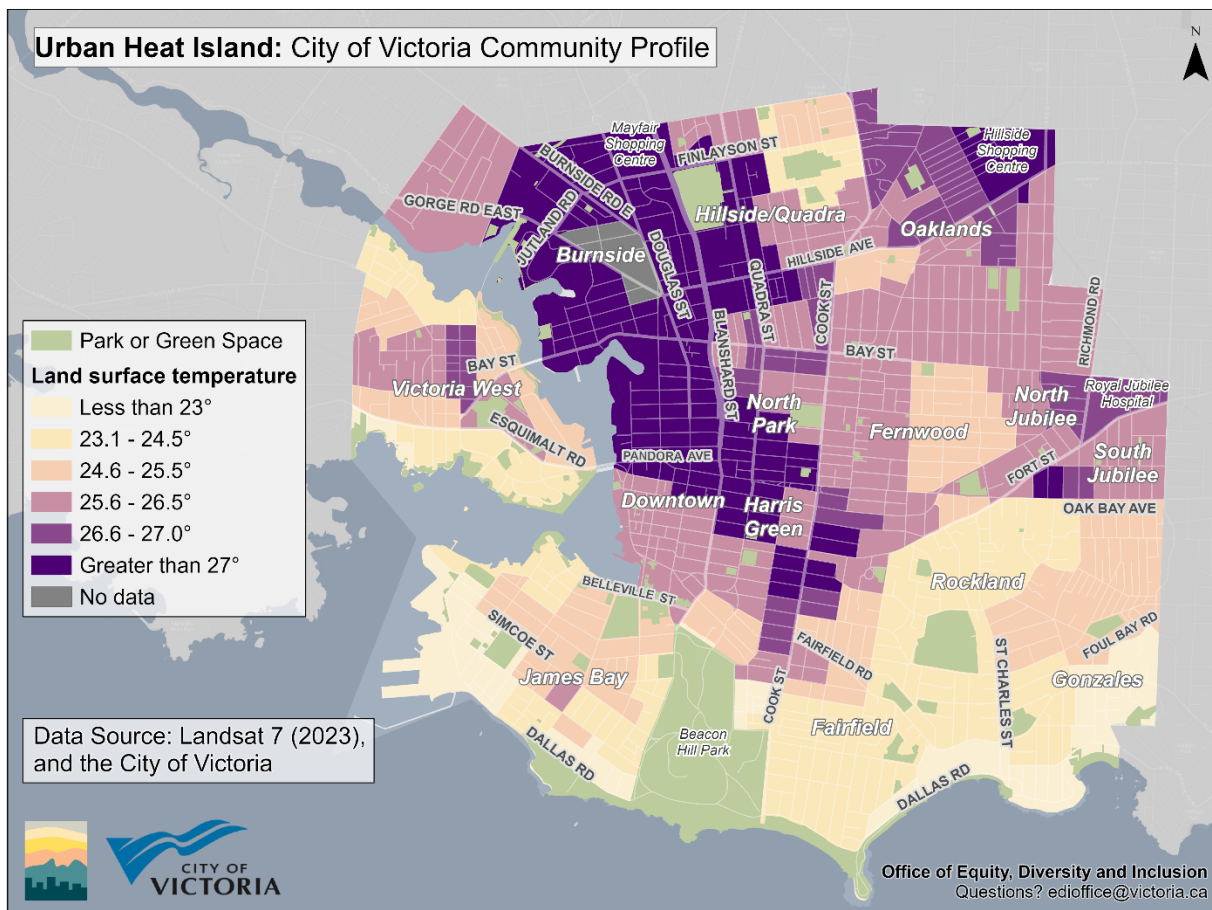 Urban Heat Island: City of Victoria Community Profile
N
Mayfair
Shopping
Centre
Hillside
Shopping
Centre
BURNSIDE RD E
FINLAYSON ST
GORGE RD EAST
JUTLAND RD
Hillside/Quadra
Oaklands
Burnside
DOUGLAS ST
HILLSIDE AVE
QUADRA ST
COOK ST
RICHMOND RD
BLANSHARD ST
BAY ST
BAY ST
Victoria West
North
Park
Fernwood
North
Jubilee
Royal Jubilee
Hospital
ESQUIMALT RD
PANDORA AVE
FORT ST
South
Jubilee
Downtown
Harris
Green
OAK BAY AVE
Rockland
BELLEVILLE ST
SIMCOE ST
FAIRFIELD RD
FOUL BAY RD
ST CHARLES ST
James Bay
COOK ST
Gonzales
Fairfield
Beacon
Hill Park
DALLAS RD
DALLAS RD
Park or Green Space
Land surface temperature
Less than 23°
23.1 - 24.5°
24.6 - 25.5°
25.6 - 26.5°
26.6 - 27.0°
Greater than 27°
No data
Data Source: Landsat 7 (2023),
and the City of Victoria
CITY OF
VICTORIA
Office of Equity, Diversity and Inclusion
Questions? edioffice@victoria.ca